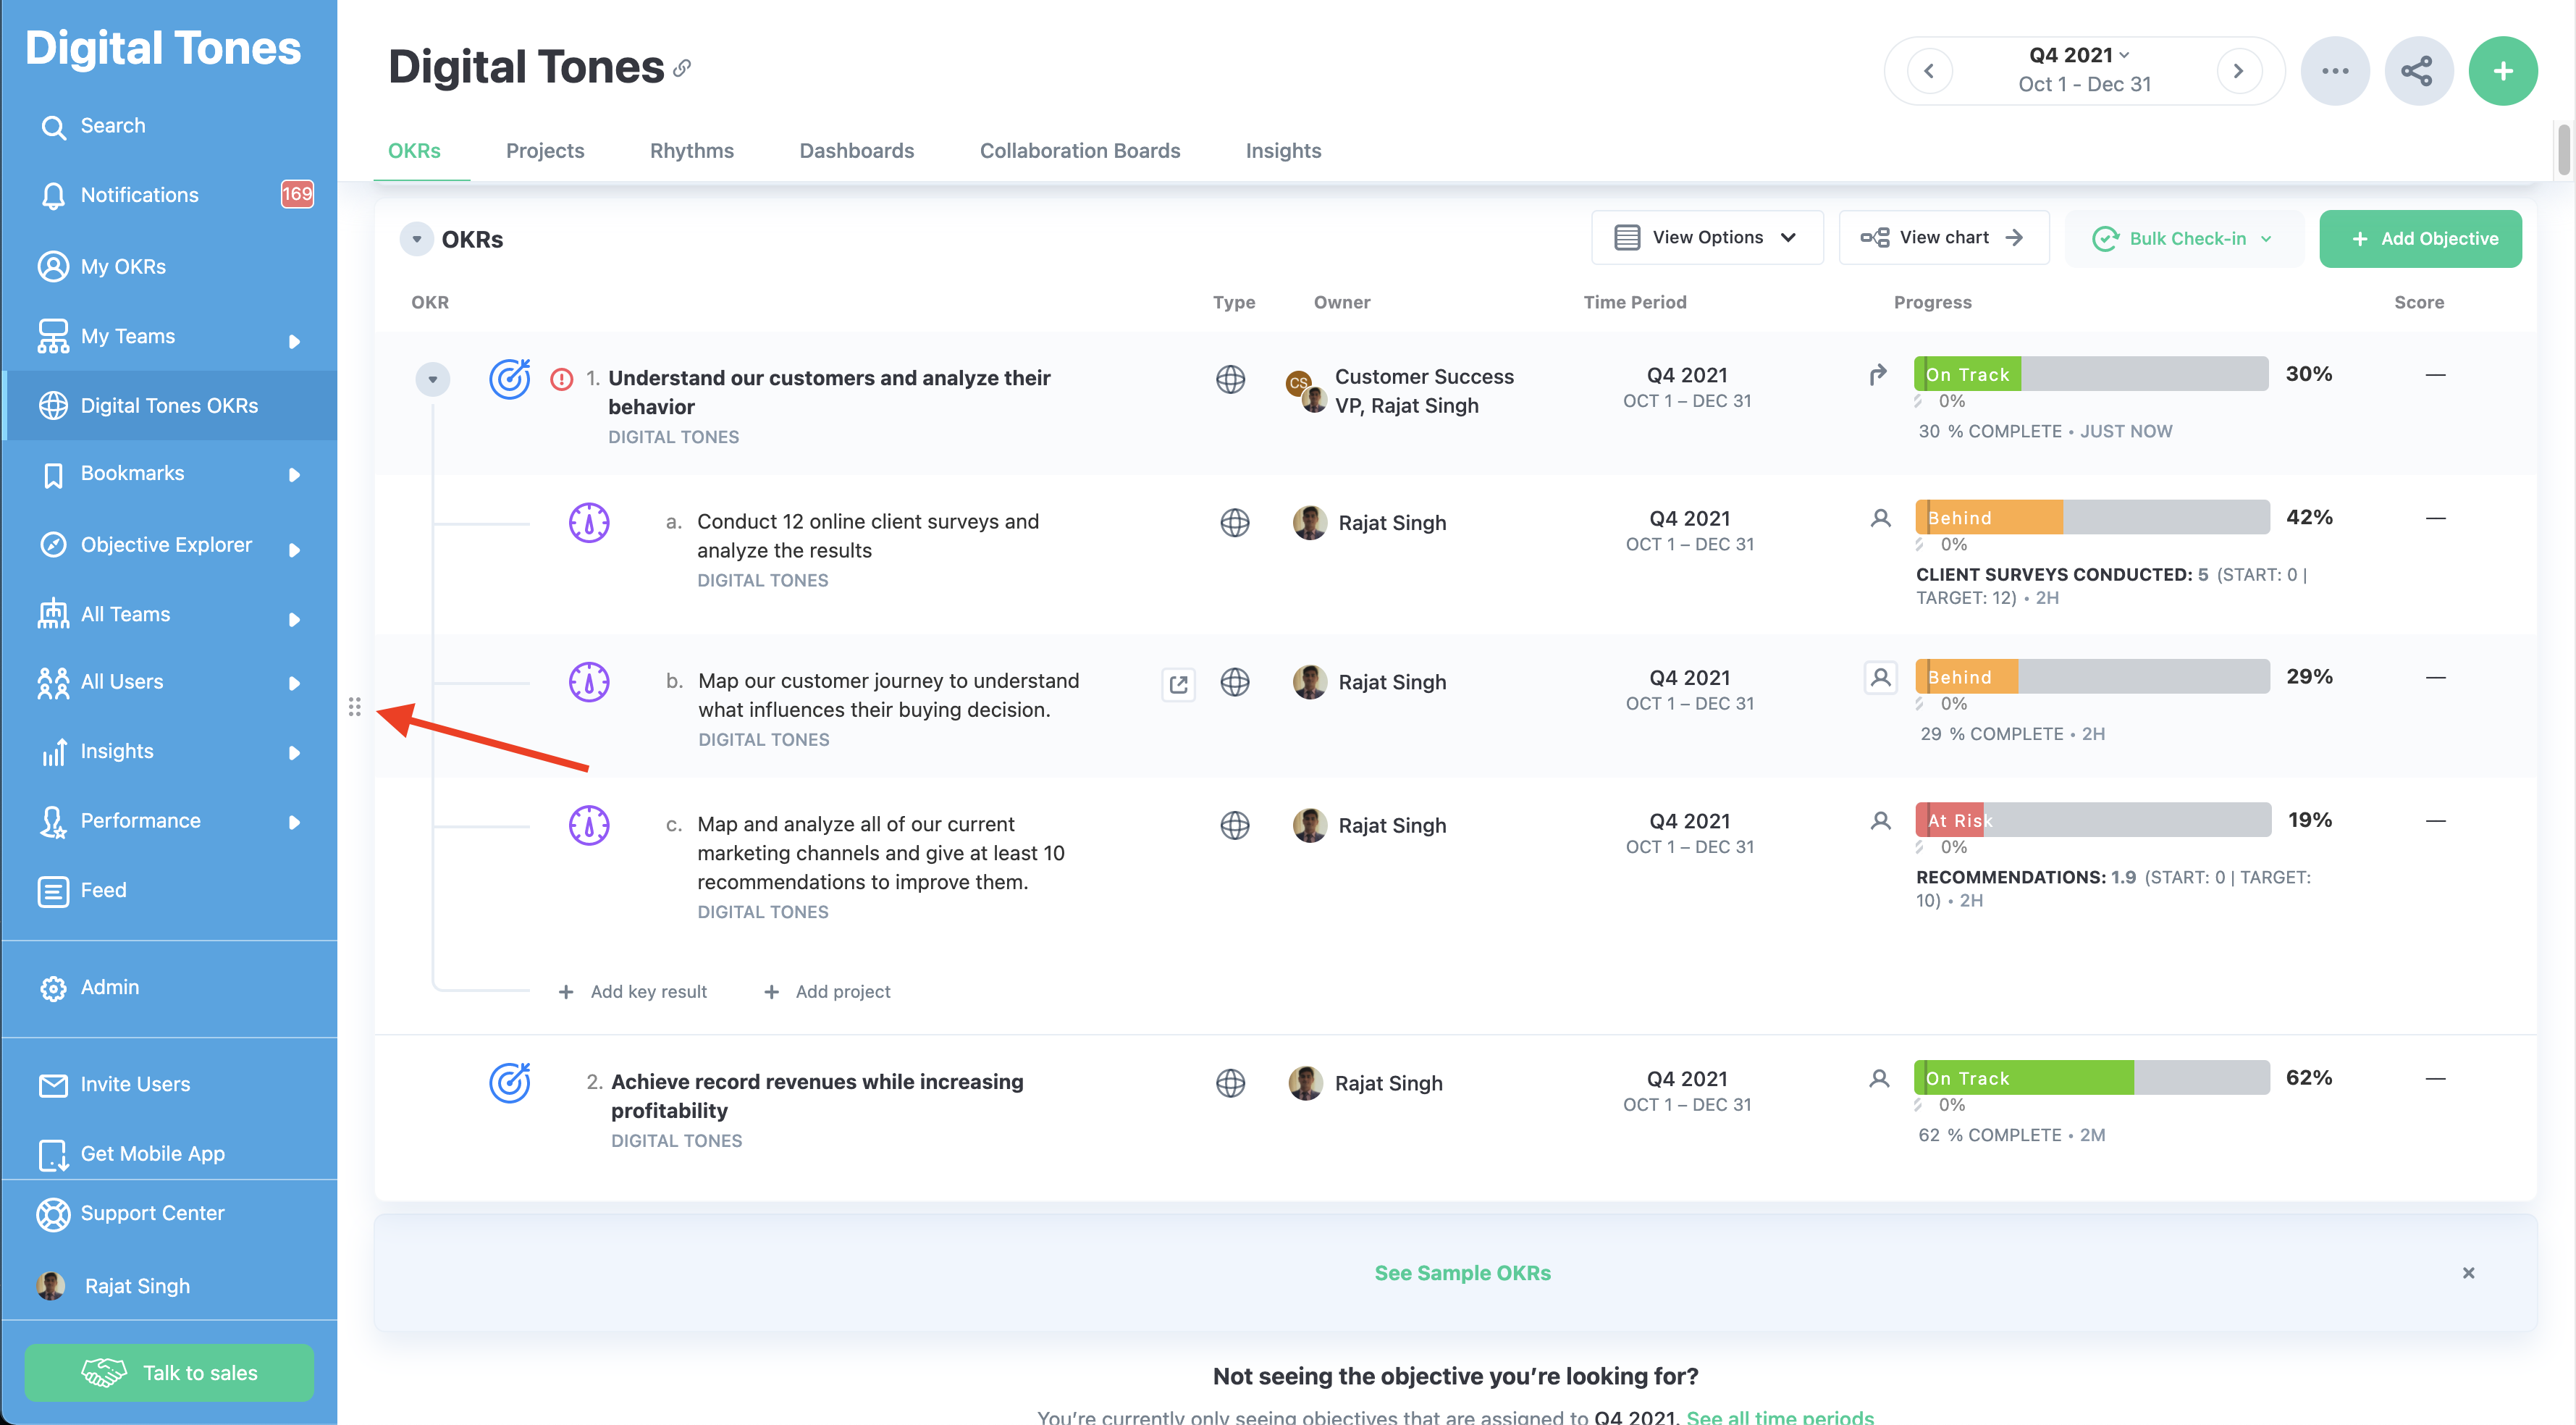 Digital Tones
Search
Notifications 169
My OKRs
My Teams
Digital Tones OKRs
Bookmarks
Objective Explorer
All Teams
All Users
Insights
Performance
Feed
Admin
Invite Users
Get Mobile App
Support Center
Rajat Singh
Talk to sales
Digital Tones
Q4 2021
Oct 1 - Dec 31
OKRs Projects Rhythms Dashboards Collaboration Boards Insights
OKRs
View Options View chart Bulk Check-in + Add Objective
OKR Type Owner Time Period Progress Score
1. Understand our customers and analyze their
behavior
DIGITAL TONES
CS
Customer Success
VP, Rajat Singh
Q4 2021
OCT 1 – DEC 31
On Track 30% —
0%
30 % COMPLETE • JUST NOW
a. Conduct 12 online client surveys and
analyze the results
DIGITAL TONES
Rajat Singh
Q4 2021
OCT 1 – DEC 31
Behind 42% —
0%
CLIENT SURVEYS CONDUCTED: 5 (START: 0 |
TARGET: 12) • 2H
b. Map our customer journey to understand
what influences their buying decision.
DIGITAL TONES
Rajat Singh
Q4 2021
OCT 1 – DEC 31
Behind 29% —
0%
29 % COMPLETE • 2H
c. Map and analyze all of our current
marketing channels and give at least 10
recommendations to improve them.
DIGITAL TONES
Rajat Singh
Q4 2021
OCT 1 – DEC 31
At Risk 19% —
0%
RECOMMENDATIONS: 1.9 (START: 0 | TARGET:
10) • 2H
+ Add key result + Add project
2. Achieve record revenues while increasing
profitability
DIGITAL TONES
Rajat Singh
Q4 2021
OCT 1 – DEC 31
On Track 62% —
0%
62 % COMPLETE • 2M
See Sample OKRs
Not seeing the objective you’re looking for?
You’re currently only seeing objectives that are assigned to Q4 2021. See all time periods